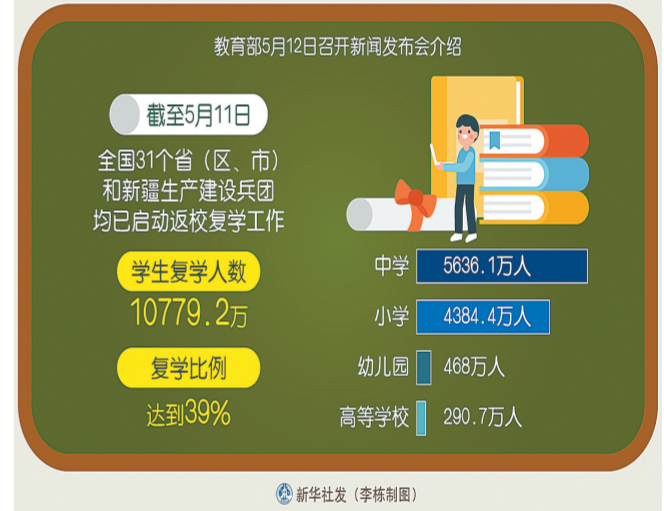 教育部5月12日召开新闻发布会介绍
截至5月11日
全国31个省（区、市）
和新疆生产建设兵团
均已启动返校复学工作
学生复学人数
10779.2万
复学比例
达到39%
中学 5636.1万人
小学 4384.4万人
幼儿园 468万人
高等学校 290.7万人
新华社发（李栋制图）